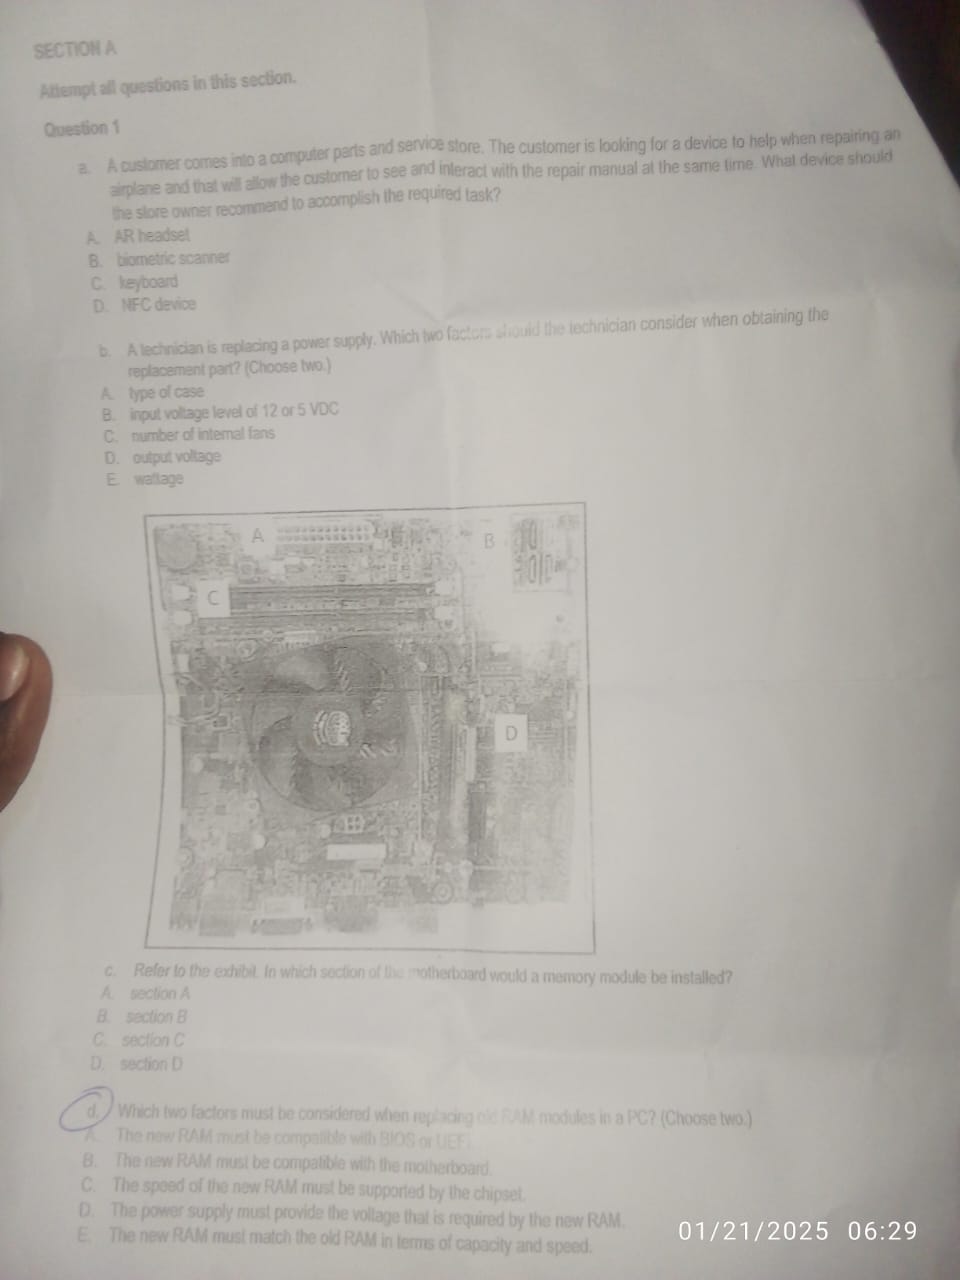 SECTION A
Attempt all questions in this section.
Question 1
a. A customer comes into a computer parts and service store. The customer is looking for a device to help when repairing an
airplane and that will allow the customer to see and interact with the repair manual at the same time. What device should
the store owner recommend to accomplish the required task?
A. AR headset
B. biometric scanner
C. keyboard
D. NFC device
b. A technician is replacing a power supply. Which two factors should the technician consider when obtaining the
replacement part? (Choose two.)
A. type of case
B. input voltage level of 12 or 5 VDC
C. number of internal fans
D. output voltage
E. wattage
A
B
C
D
c. Refer to the exhibit. In which section of the motherboard would a memory module be installed?
A. section A
B. section B
C. section C
D. section D
d. Which two factors must be considered when replacing old RAM modules in a PC? (Choose two.)
A. The new RAM must be compatible with BIOS or UEFI.
B. The new RAM must be compatible with the motherboard.
C. The speed of the new RAM must be supported by the chipset.
D. The power supply must provide the voltage that is required by the new RAM.
E. The new RAM must match the old RAM in terms of capacity and speed.
01/21/2025 06:29